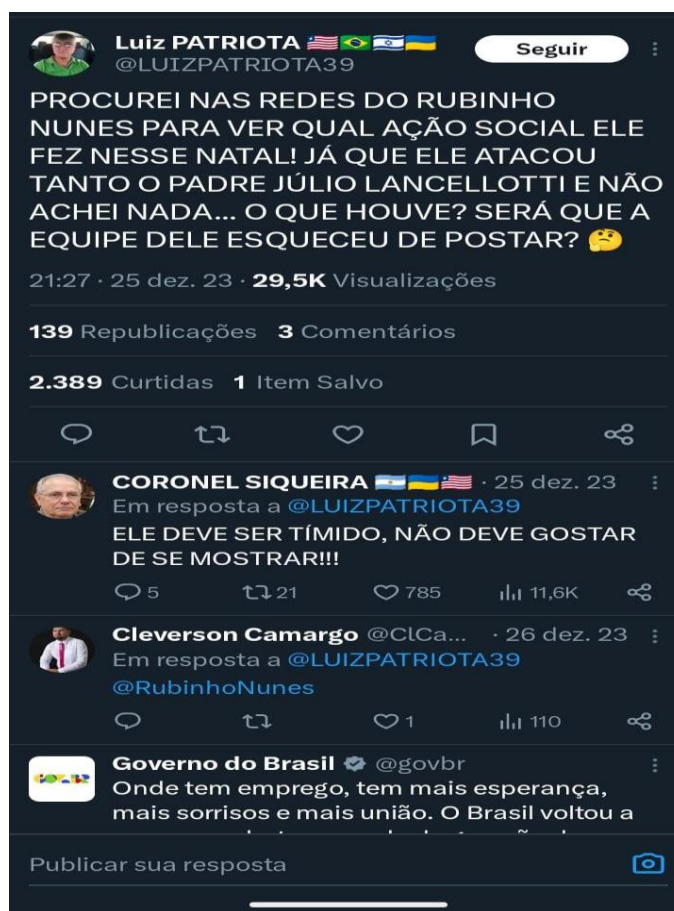 Luiz PATRIOTA 🇱🇷🇧🇷🇮🇱🇺🇦
Seguir
@LUIZPATRIOTA39
PROCUREI NAS REDES DO RUBINHO
NUNES PARA VER QUAL AÇÃO SOCIAL ELE
FEZ NESSE NATAL! JÁ QUE ELE ATACOU
TANTO O PADRE JÚLIO LANCELLOTTI E NÃO
ACHEI NADA... O QUE HOUVE? SERÁ QUE A
EQUIPE DELE ESQUECEU DE POSTAR? 🤔
21:27 · 25 dez. 23 · 29,5K Visualizações
139 Republicações 3 Comentários
2.389 Curtidas 1 Item Salvo
CORONEL SIQUEIRA 🇦🇷🇺🇦🇱🇷 · 25 dez. 23
Em resposta a @LUIZPATRIOTA39
ELE DEVE SER TÍMIDO, NÃO DEVE GOSTAR
DE SE MOSTRAR!!!
5 21 785 11,6K
Cleverson Camargo @ClCa... · 26 dez. 23
Em resposta a @LUIZPATRIOTA39
@RubinhoNunes
1 110
Governo do Brasil @govbr
Onde tem emprego, tem mais esperança,
mais sorrisos e mais união. O Brasil voltou a
Publicar sua resposta